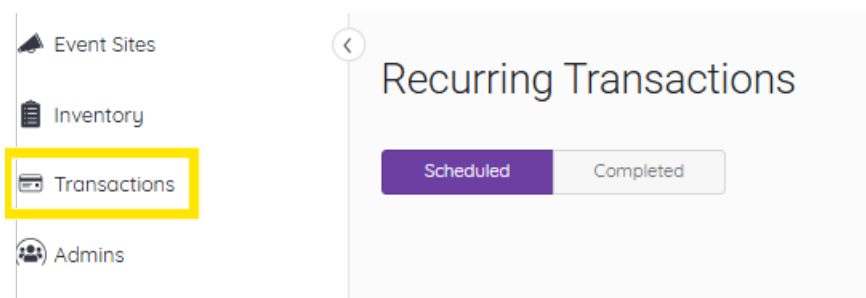 Event Sites
Inventory
Transactions
Admins
Recurring Transactions
Scheduled
Completed